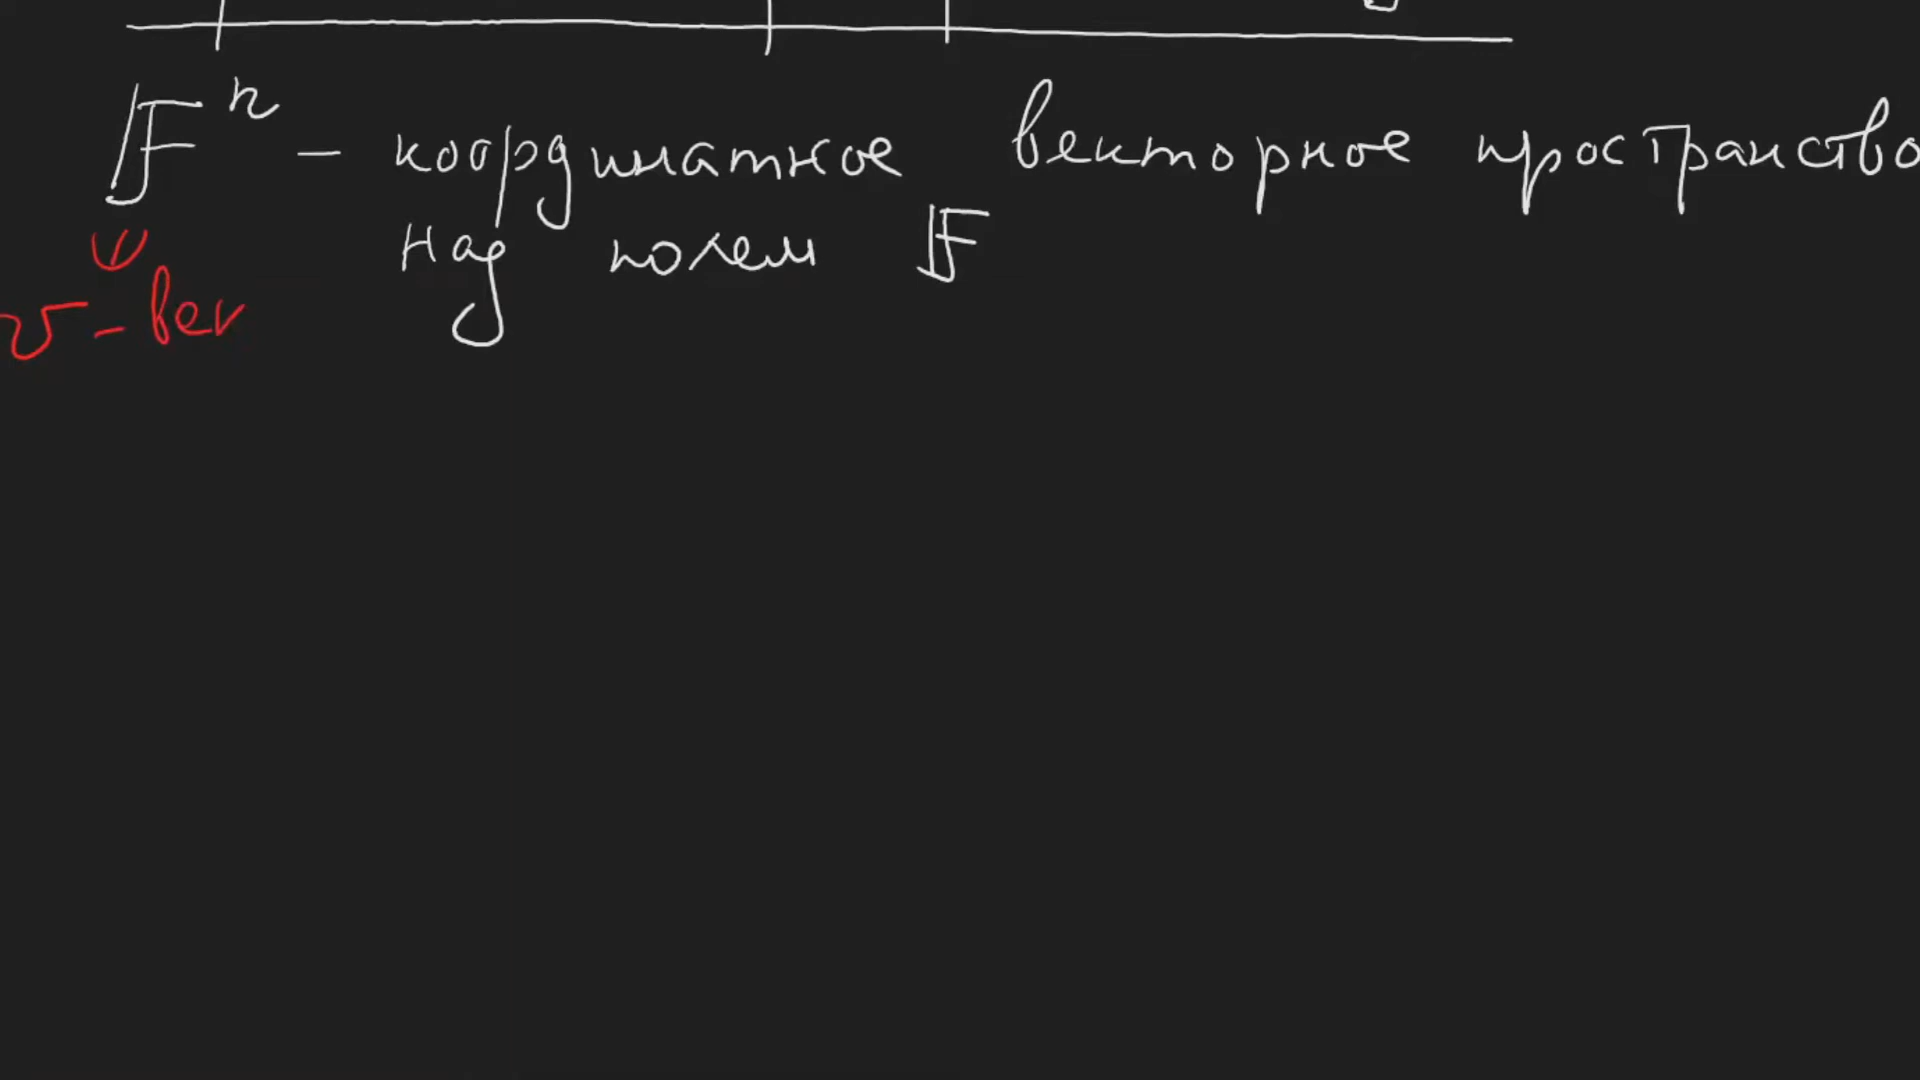 𝔽ⁿ – координатное векторное пространство
над полем 𝔽
v – век